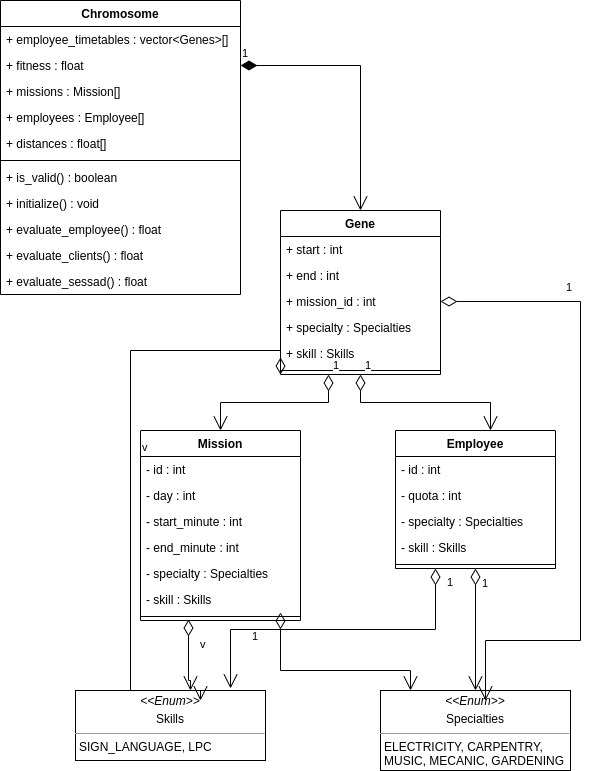 Chromosome
+ employee_timetables : vector<Genes>[]
+ fitness : float
+ missions : Mission[]
+ employees : Employee[]
+ distances : float[]
+ is_valid() : boolean
+ initialize() : void
+ evaluate_employee() : float
+ evaluate_clients() : float
+ evaluate_sessad() : float
1
Gene
+ start : int
+ end : int
+ mission_id : int
+ specialty : Specialties
+ skill : Skills
1
1
1
Mission
v
- id : int
- day : int
- start_minute : int
- end_minute : int
- specialty : Specialties
- skill : Skills
Employee
- id : int
- quota : int
- specialty : Specialties
- skill : Skills
1
1
v
1
<<Enum>>
Skills
SIGN_LANGUAGE, LPC
<<Enum>>
Specialties
ELECTRICITY, CARPENTRY,
MUSIC, MECANIC, GARDENING